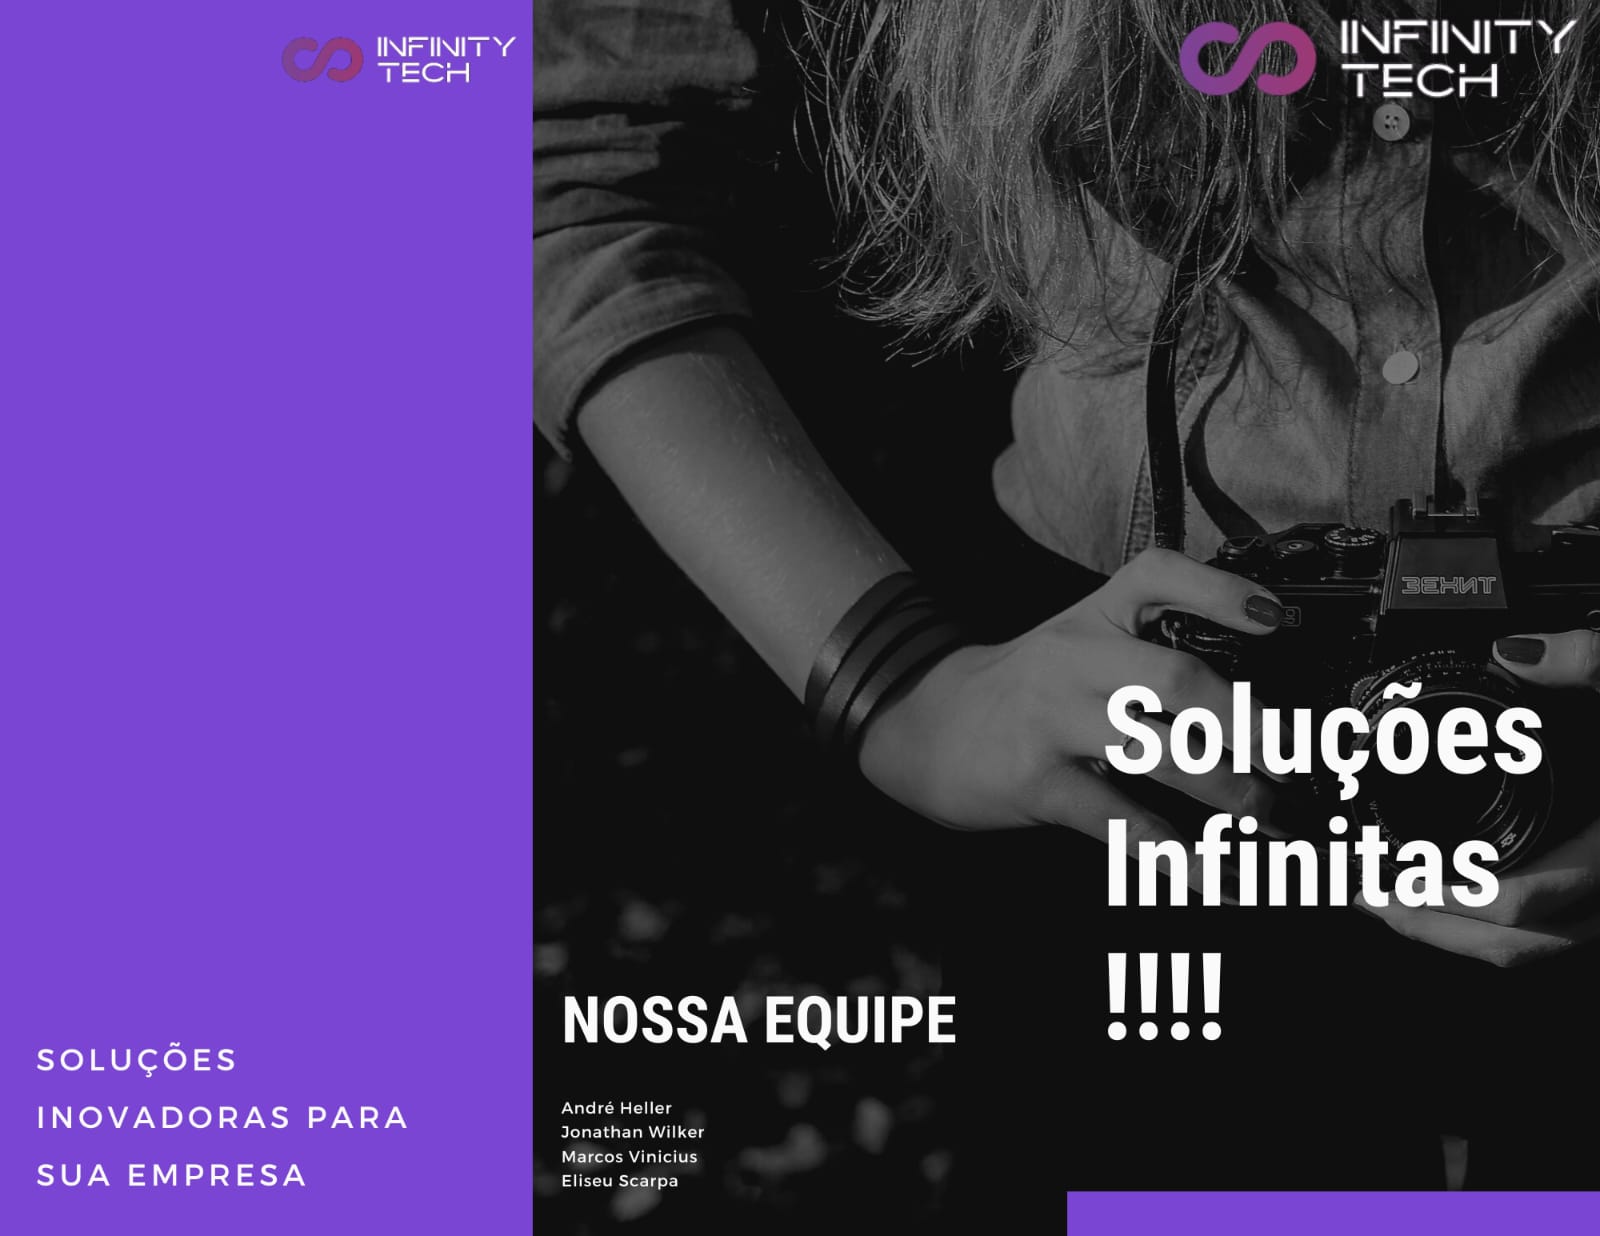 INFINITY
TECH
SOLUÇÕES
INOVADORAS PARA
SUA EMPRESA
NOSSA EQUIPE
André Heller
Jonathan Wilker
Marcos Vinicius
Eliseu Scarpa
INFINITY
TECH
ЗЕНИТ
Soluções
Infinitas
!!!!